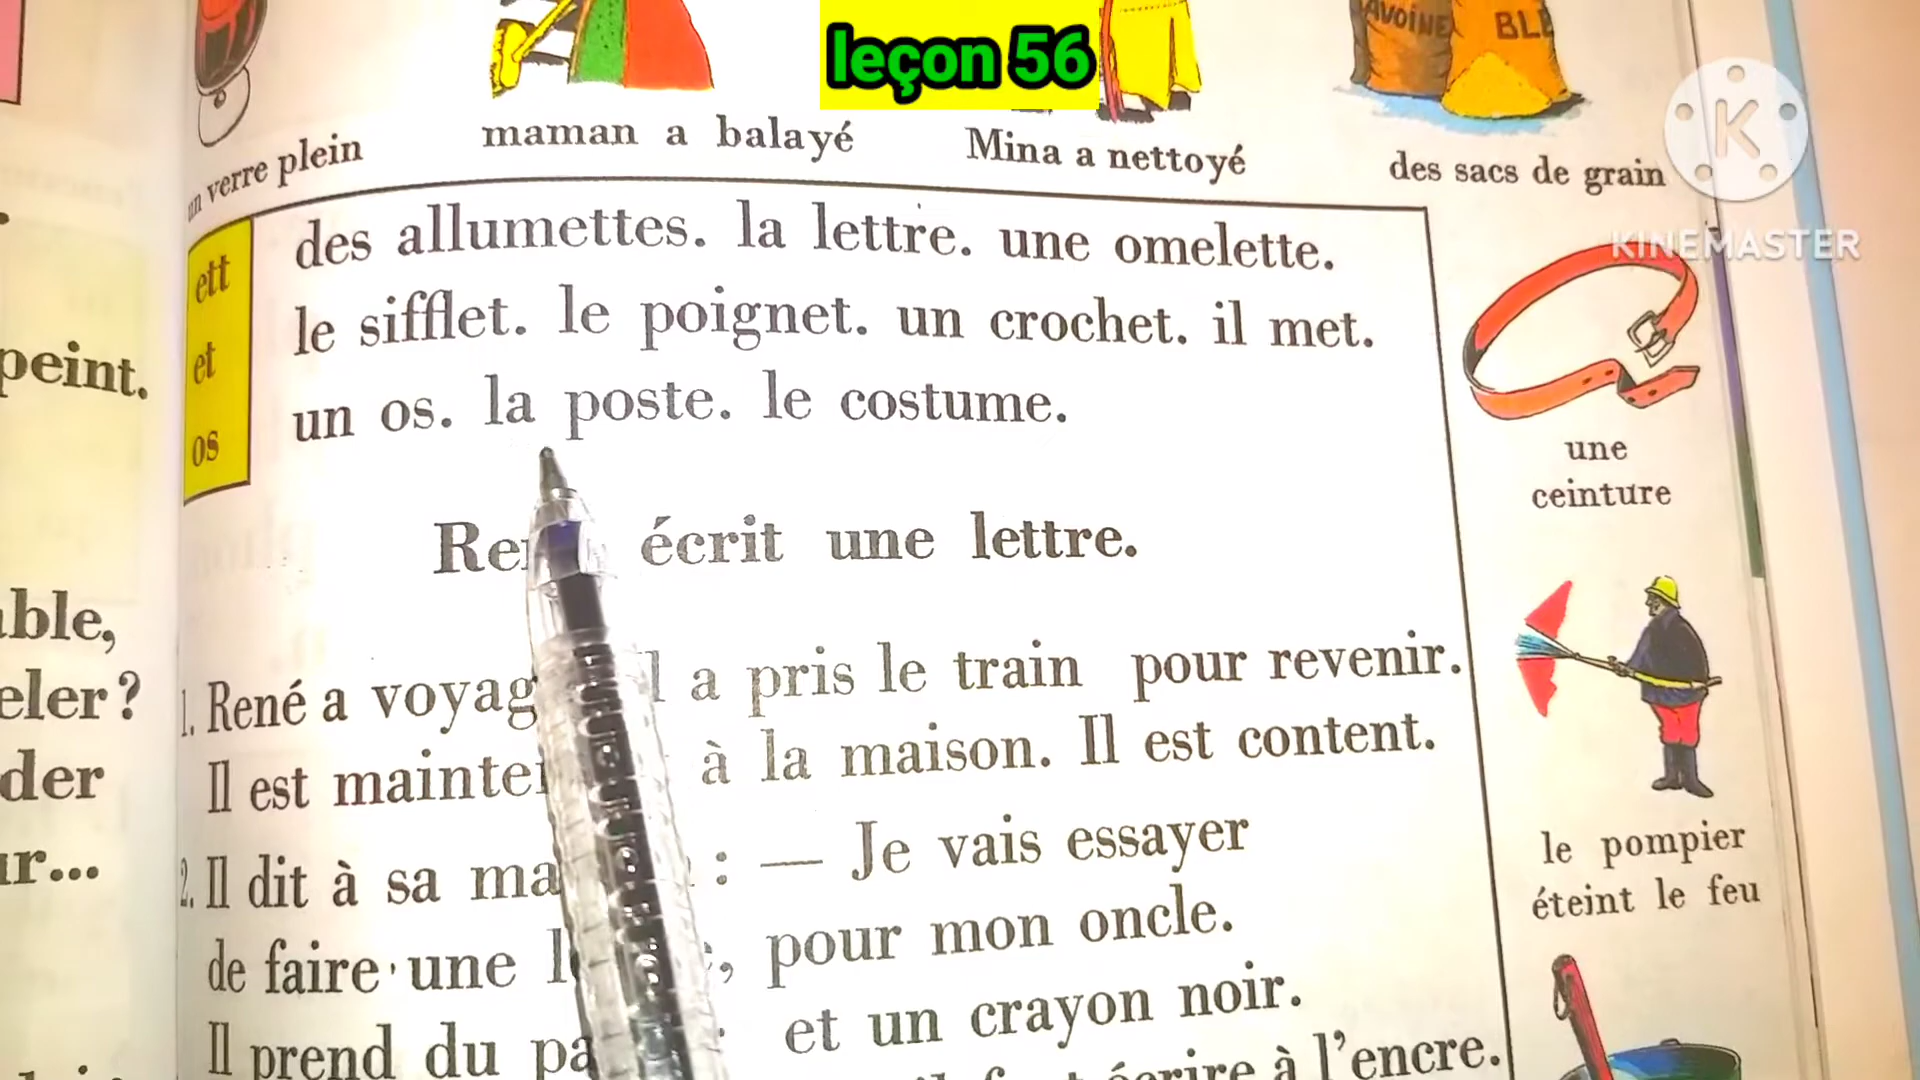 leçon 56
AVOINE BLÉ
KINEMASTER
un verre plein
maman a balayé
Mina a nettoyé
des sacs de grain
ett
et
os
des allumettes. la lettre. une omelette.
le sifflet. le poignet. un crochet. il met.
un os. la poste. le costume.
écrit une lettre.
1. René a pris le train pour revenir.
Il est à la maison. Il est content.
2. Il dit à sa : — Je vais essayer
de faire une pour mon oncle.
Il prend du et un crayon noir.
écrire à l'encre.
une
ceinture
le pompier
éteint le feu
peint.